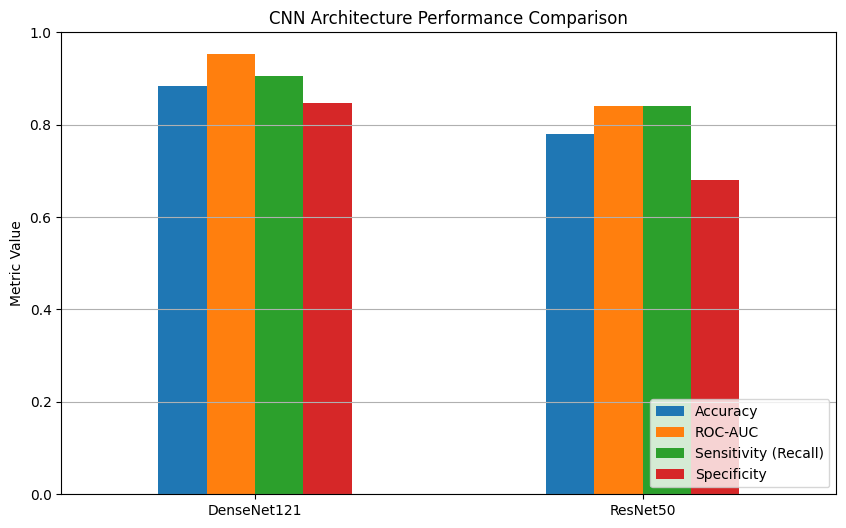 CNN Architecture Performance Comparison
Metric Value
1.0
0.8
0.6
0.4
0.2
0.0
DenseNet121
ResNet50
Accuracy
ROC-AUC
Sensitivity (Recall)
Specificity